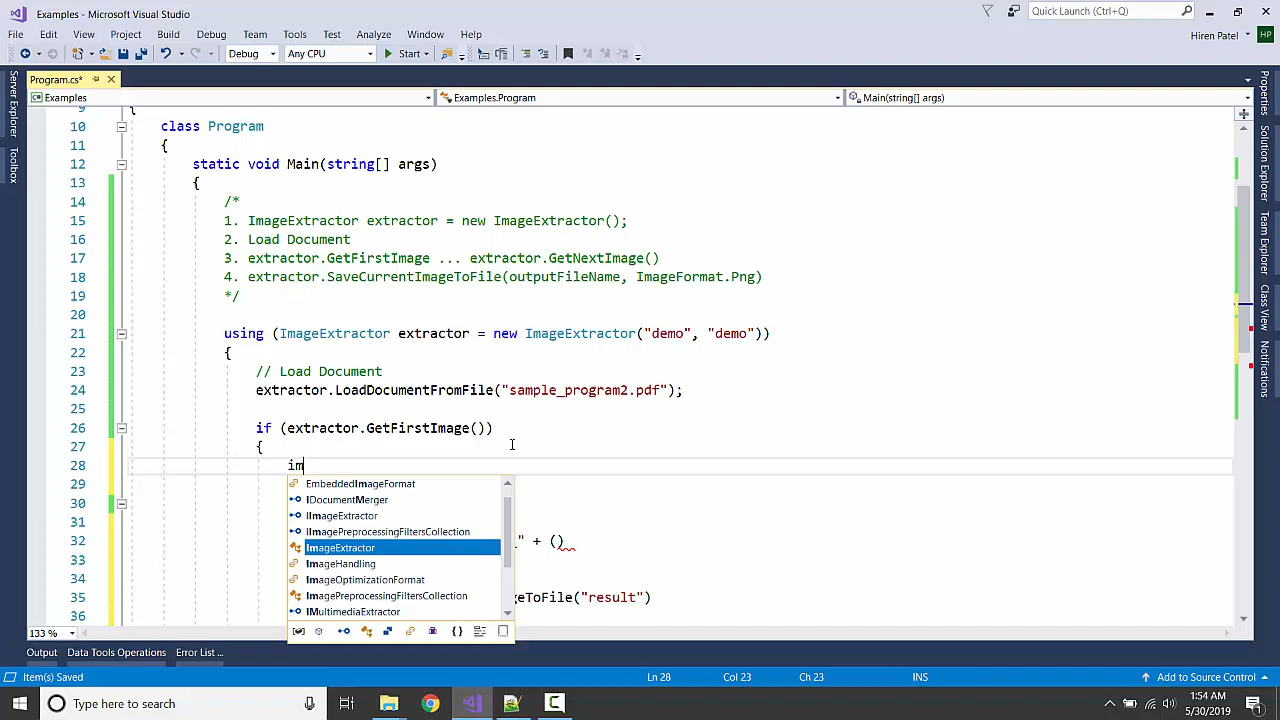 Examples - Microsoft Visual Studio
Quick Launch (Ctrl+Q)
File Edit View Project Build Debug Team Tools Test Analyze Window Help
Hiren Patel HP
Debug Any CPU Start
Program.cs*
Examples Examples.Program Main(string[] args)
Server Explorer
Toolbox
Properties
Solution Explorer
Team Explorer
Class View
Notifications
9 {
10 class Program
11 {
12 static void Main(string[] args)
13 {
14 /*
15 1. ImageExtractor extractor = new ImageExtractor();
16 2. Load Document
17 3. extractor.GetFirstImage ... extractor.GetNextImage()
18 4. extractor.SaveCurrentImageToFile(outputFileName, ImageFormat.Png)
19 */
20
21 using (ImageExtractor extractor = new ImageExtractor("demo", "demo"))
22 {
23 // Load Document
24 extractor.LoadDocumentFromFile("sample_program2.pdf");
25
26 if (extractor.GetFirstImage())
27 {
28 im
29 EmbeddedImageFormat
IDocumentMerger
30 IImageExtractor
31 IImagePreprocessingFiltersCollection
32 ImageExtractor _" + ()
33 ImageHandling
34 ImageOptimizationFormat
35 ImagePreprocessingFiltersCollection geToFile("result")
36 IMultimediaExtractor
133 %
Output Data Tools Operations Error List ...
Item(s) Saved Ln 28 Col 23 Ch 23 INS Add to Source Control
Type here to search
1:54 AM
5/30/2019
1